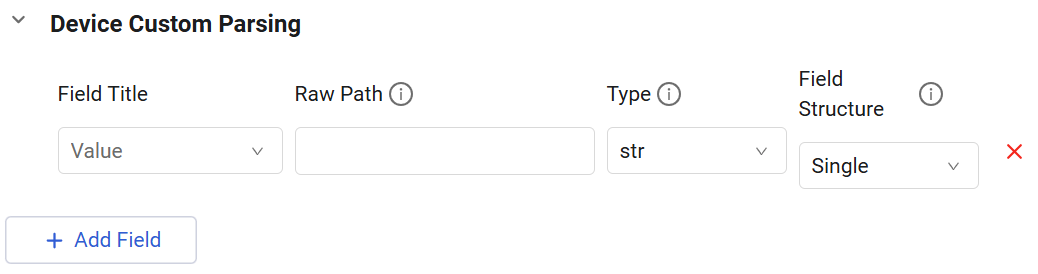 Device Custom Parsing
Field Title
Raw Path
Type
Field
Structure
Value
str
Single
+ Add Field